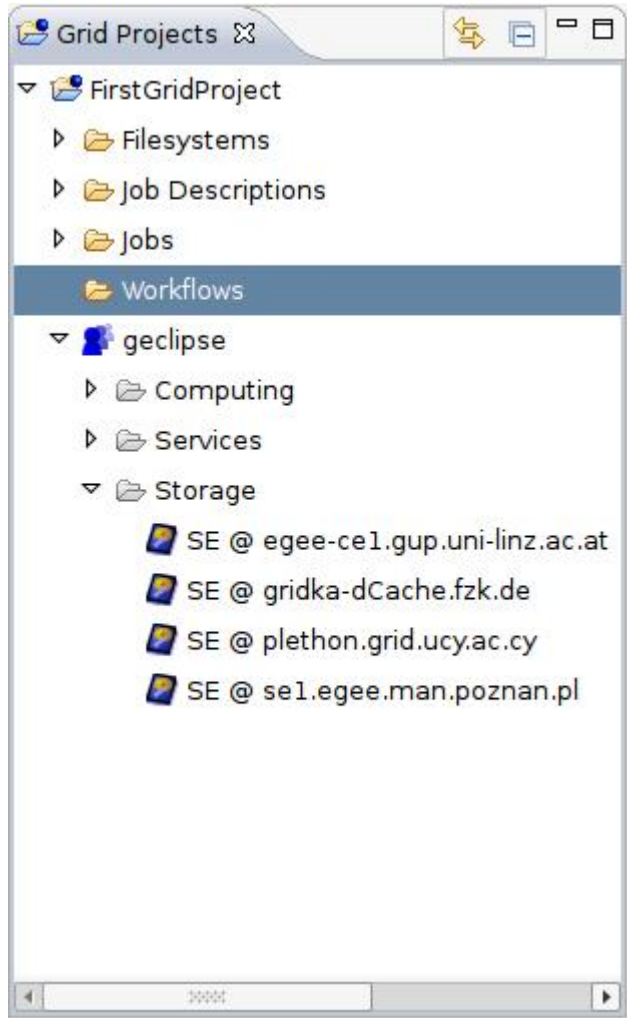 Grid Projects
FirstGridProject
Filesystems
Job Descriptions
Jobs
Workflows
geclipse
Computing
Services
Storage
SE @ egee-ce1.gup.uni-linz.ac.at
SE @ gridka-dCache.fzk.de
SE @ plethon.grid.ucy.ac.cy
SE @ se1.egee.man.poznan.pl